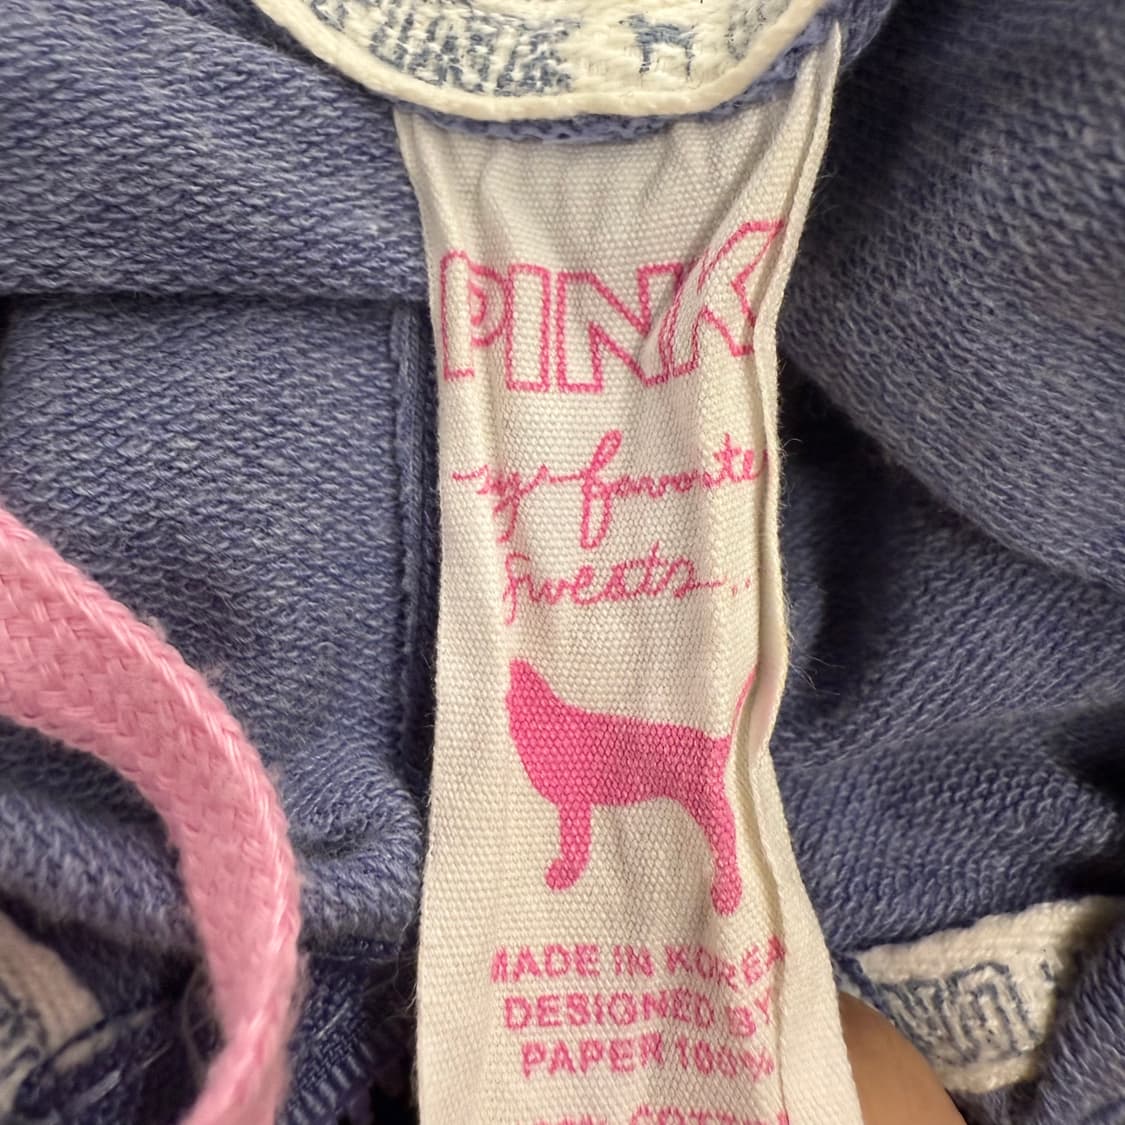 PINK
my favorite
Sweats...
MADE IN KOREA
DESIGNED BY
PAPER 100%